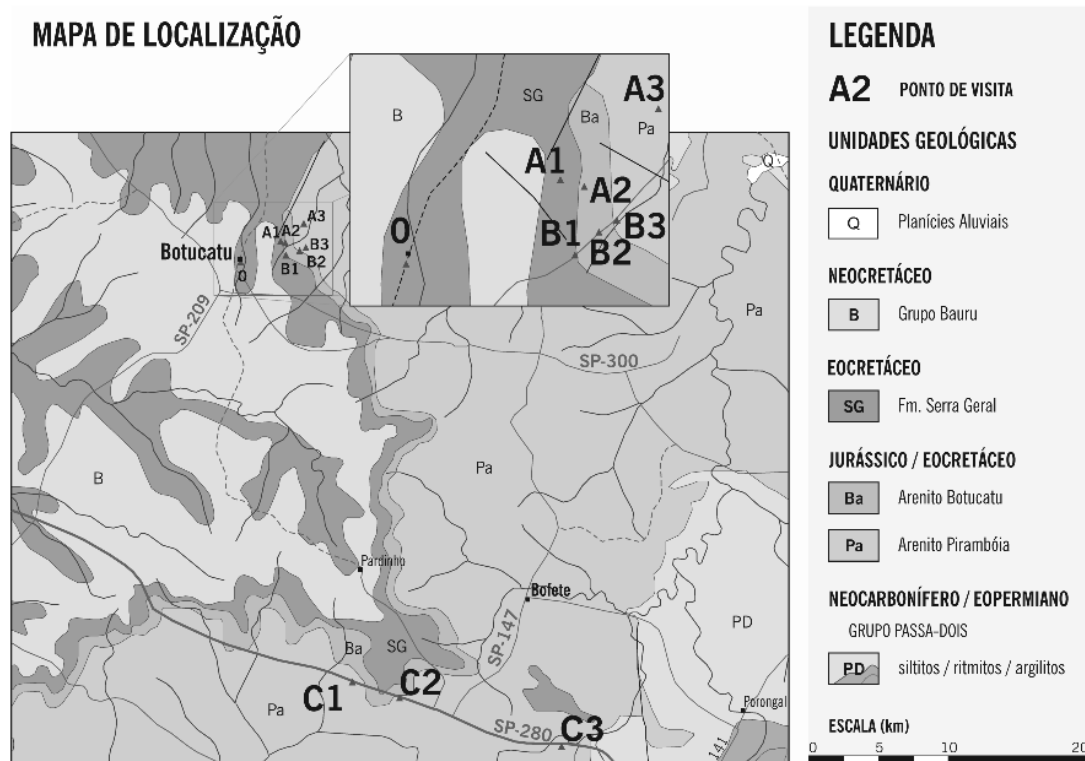 MAPA DE LOCALIZAÇÃO
B
SG
A3
Ba
Pa
A1
A2
O
B1
B3
B2
Q
A3
A1 A2
B3
Botucatu
O
B1
B2
SP-209
Pa
SP-300
B
Pa
Pardinho
Bofete
SP-147
PD
Ba
SG
C1
C2
Pa
SP-280
C3
Porongal
141
LEGENDA
A2 PONTO DE VISITA
UNIDADES GEOLÓGICAS
QUATERNÁRIO
Q Planícies Aluviais
NEOCRETÁCEO
B Grupo Bauru
EOCRETÁCEO
SG Fm. Serra Geral
JURÁSSICO / EOCRETÁCEO
Ba Arenito Botucatu
Pa Arenito Pirambóia
NEOCARBONÍFERO / EOPERMIANO
GRUPO PASSA-DOIS
PD siltitos / ritmitos / argilitos
ESCALA (km)
0 5 10 20